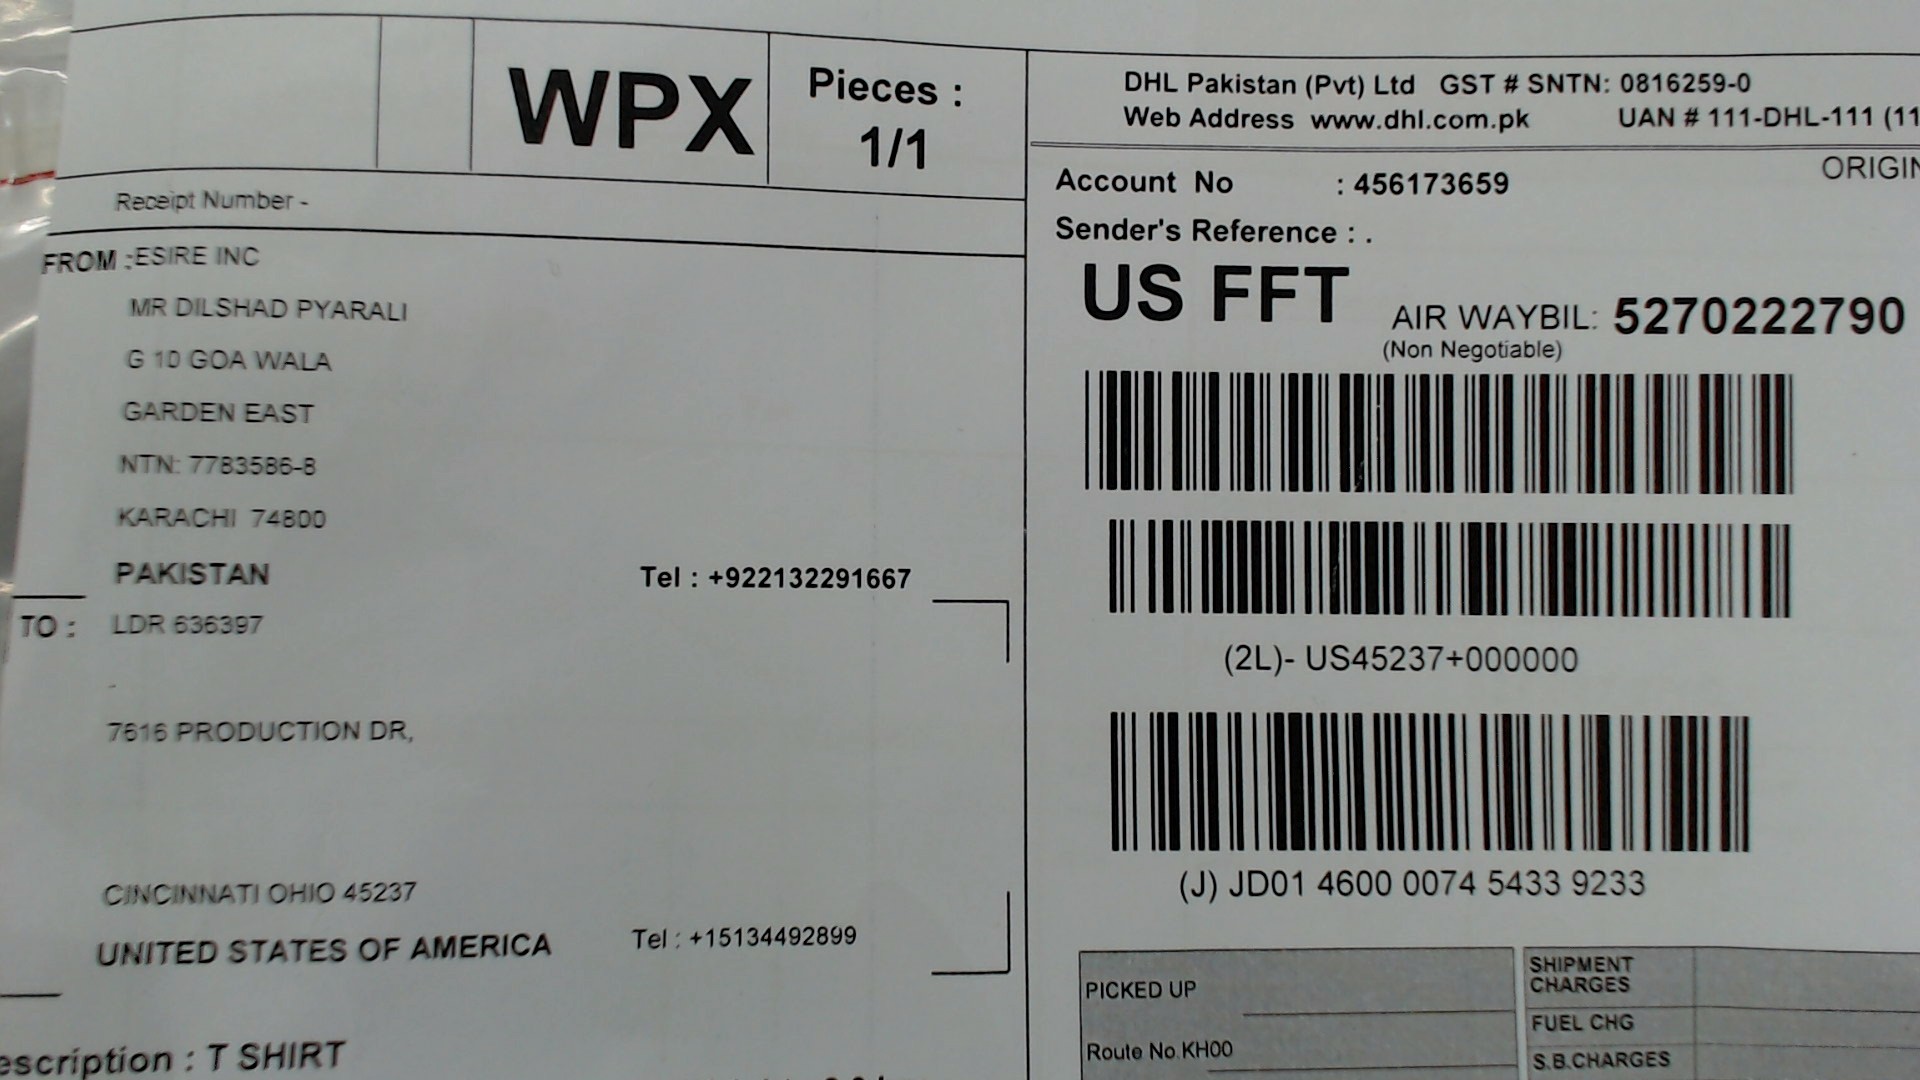 WPX
Pieces :
1/1
Receipt Number -
FROM : ESIRE INC
MR DILSHAD PYARALI
G 10 GOA WALA
GARDEN EAST
NTN: 7783586-8
KARACHI 74800
PAKISTAN
Tel : +922132291667
TO : LDR 636397
-
7616 PRODUCTION DR,
CINCINNATI OHIO 45237
UNITED STATES OF AMERICA
Tel : +15134492899
escription : T SHIRT
DHL Pakistan (Pvt) Ltd GST # SNTN: 0816259-0
Web Address www.dhl.com.pk UAN # 111-DHL-111 (11
ORIGIN
Account No : 456173659
Sender's Reference : .
US FFT AIR WAYBIL: 5270222790
(Non Negotiable)
(2L)- US45237+000000
(J) JD01 4600 0074 5433 9233
PICKED UP
Route No.KH00
SHIPMENT
CHARGES
FUEL CHG
S.B.CHARGES